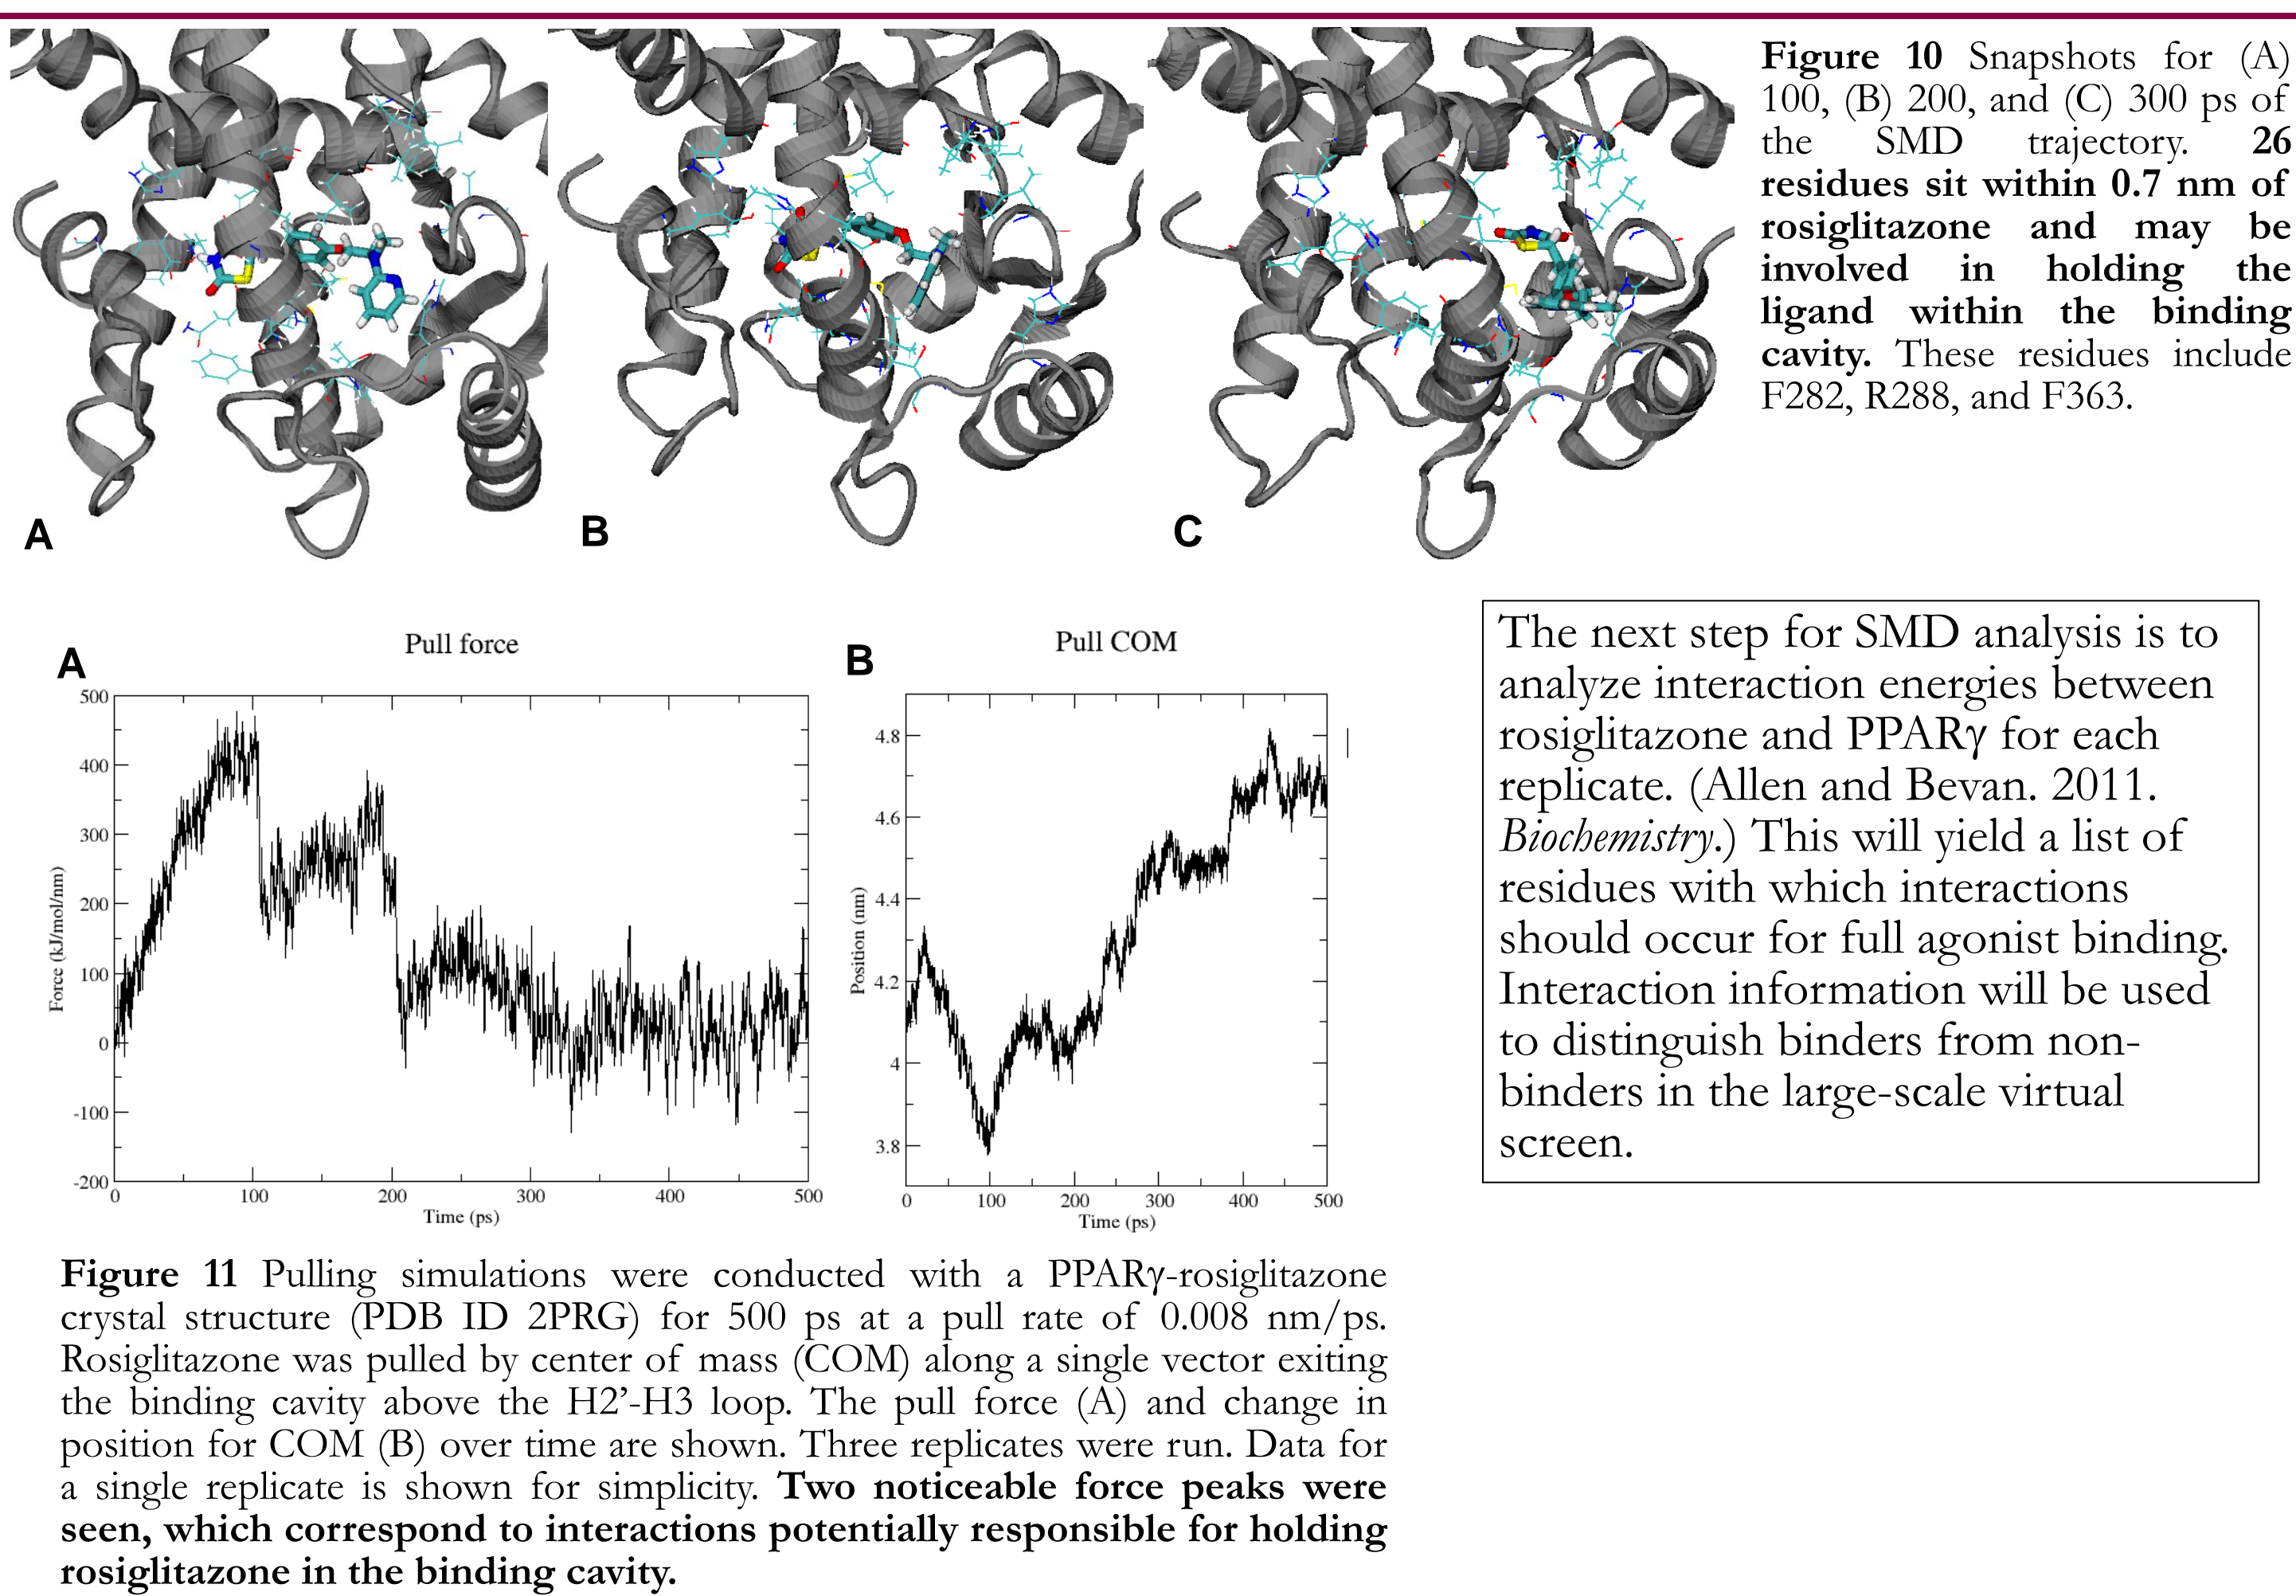 Figure 10 Snapshots for (A)
100, (B) 200, and (C) 300 ps of
the SMD trajectory. 26
residues sit within 0.7 nm of
rosiglitazone and may be
involved in holding the
ligand within the binding
cavity. These residues include
F282, R288, and F363.
A
B
C
A
Pull force
500
400
300
200
100
0
-100
-200
Force (kJ/mol/nm)
0 100 200 300 400 500
Time (ps)
B
Pull COM
4.8
4.6
4.4
4.2
4
3.8
Position (nm)
0 100 200 300 400 500
Time (ps)
The next step for SMD analysis is to
analyze interaction energies between
rosiglitazone and PPARγ for each
replicate. (Allen and Bevan. 2011.
Biochemistry.) This will yield a list of
residues with which interactions
should occur for full agonist binding.
Interaction information will be used
to distinguish binders from non-
binders in the large-scale virtual
screen.
Figure 11 Pulling simulations were conducted with a PPARγ-rosiglitazone
crystal structure (PDB ID 2PRG) for 500 ps at a pull rate of 0.008 nm/ps.
Rosiglitazone was pulled by center of mass (COM) along a single vector exiting
the binding cavity above the H2’-H3 loop. The pull force (A) and change in
position for COM (B) over time are shown. Three replicates were run. Data for
a single replicate is shown for simplicity. Two noticeable force peaks were
seen, which correspond to interactions potentially responsible for holding
rosiglitazone in the binding cavity.